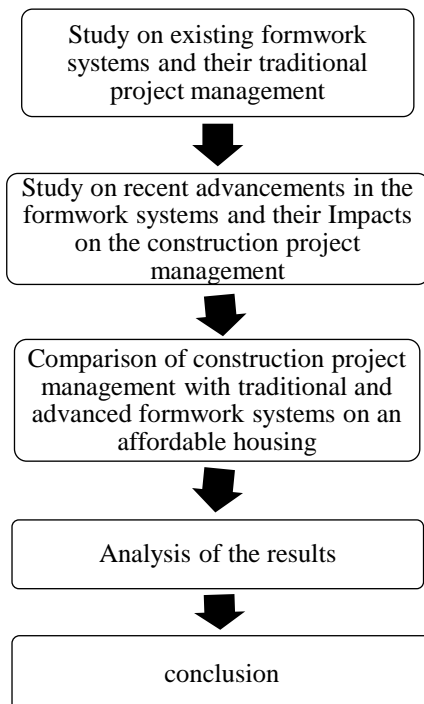 Study on existing formwork
systems and their traditional
project management
Study on recent advancements in the
formwork systems and their Impacts
on the construction project
management
Comparison of construction project
management with traditional and
advanced formwork systems on an
affordable housing
Analysis of the results
conclusion